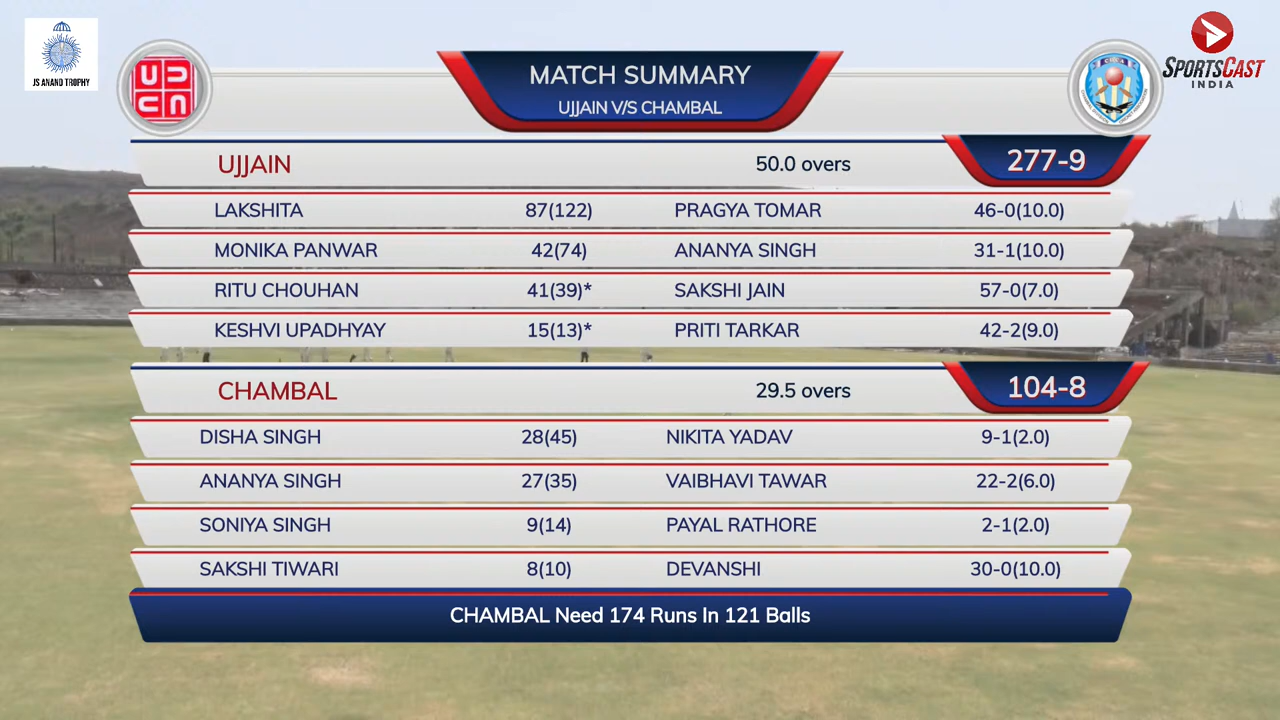 JS ANAND TROPHY
UDCA
SPORTSCAST
INDIA
MATCH SUMMARY
UJJAIN V/S CHAMBAL
UJJAIN 50.0 overs 277-9
LAKSHITA 87(122) PRAGYA TOMAR 46-0(10.0)
MONIKA PANWAR 42(74) ANANYA SINGH 31-1(10.0)
RITU CHOUHAN 41(39)* SAKSHI JAIN 57-0(7.0)
KESHVI UPADHYAY 15(13)* PRITI TARKAR 42-2(9.0)
CHAMBAL 29.5 overs 104-8
DISHA SINGH 28(45) NIKITA YADAV 9-1(2.0)
ANANYA SINGH 27(35) VAIBHAVI TAWAR 22-2(6.0)
SONIYA SINGH 9(14) PAYAL RATHORE 2-1(2.0)
SAKSHI TIWARI 8(10) DEVANSHI 30-0(10.0)
CHAMBAL Need 174 Runs In 121 Balls